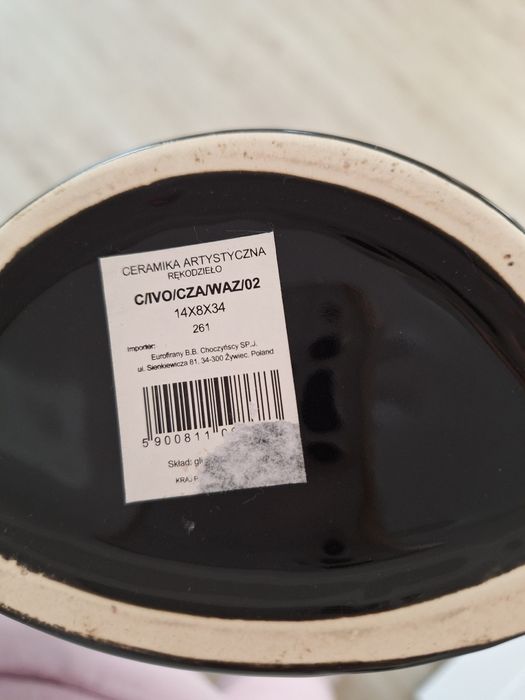 CERAMIKA ARTYSTYCZNA
RĘKODZIEŁO
C/IVO/CZA/WAZ/02
14X8X34
261
Importer:
Eurofirany B.B. Choczyńscy SP.J.
ul. Sienkiewicza 81, 34-300 Żywiec, Poland
5 900811
Skład:
KRAJ